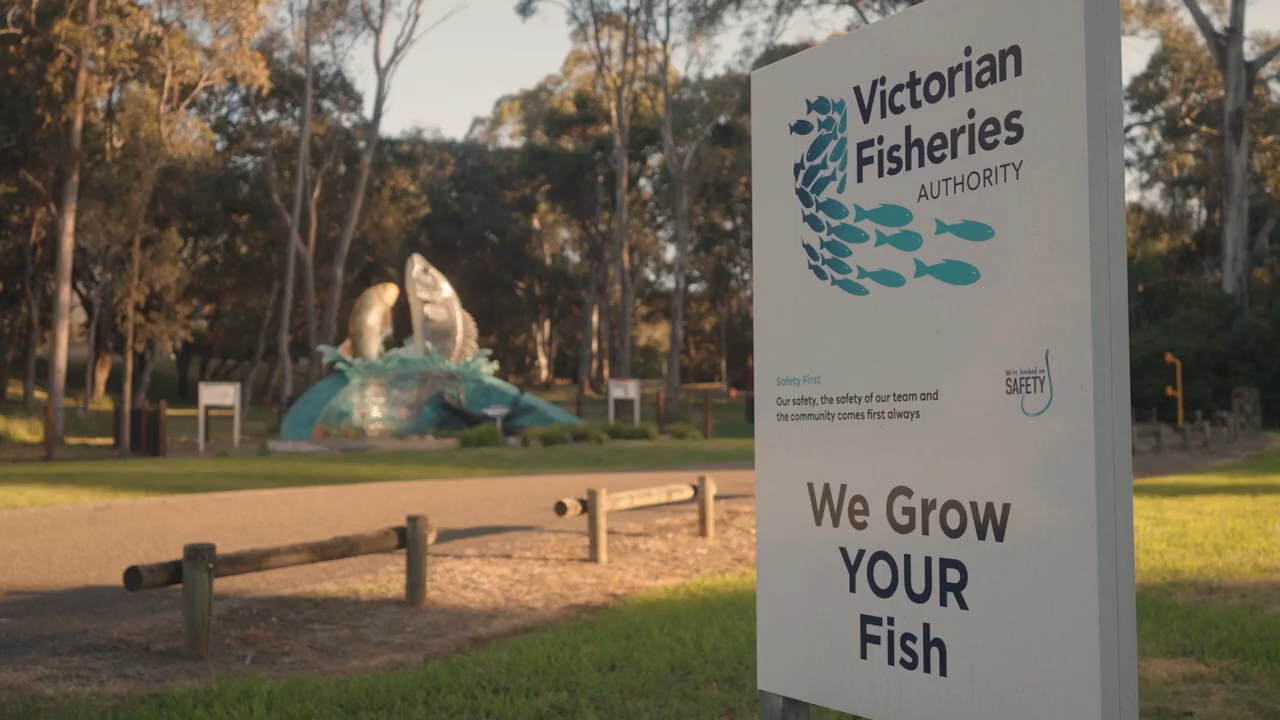 Victorian
Fisheries
AUTHORITY
Safety First
Our safety, the safety of our team and
the community comes first always
We're hooked on
SAFETY
We Grow
YOUR
Fish